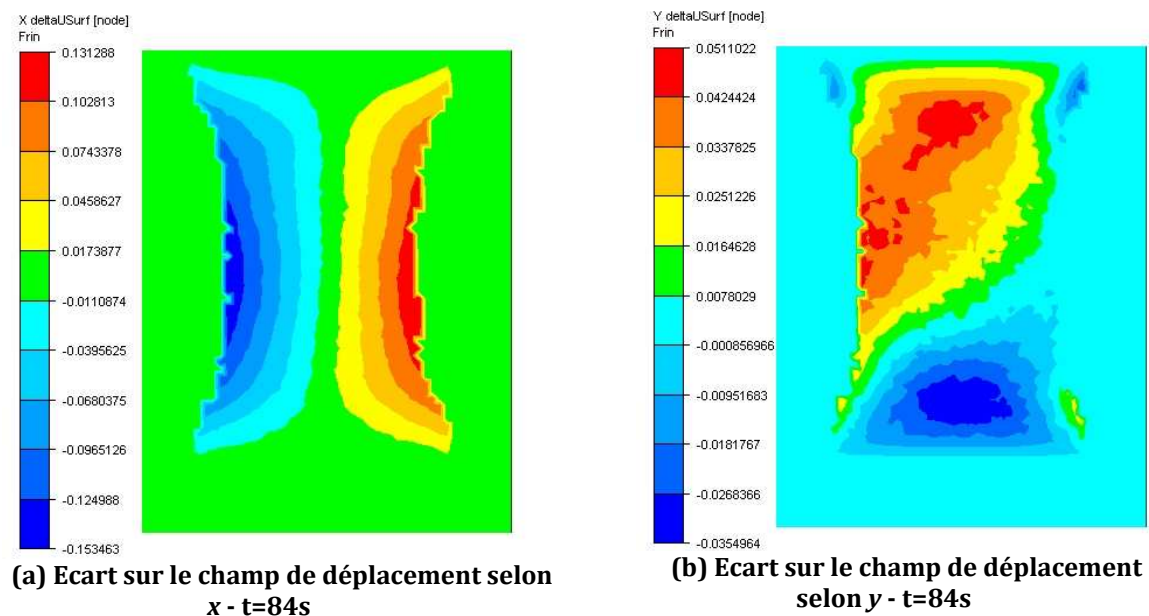 X deltaUSurf [node]
Frin
0.131288
0.102813
0.0743378
0.0458627
0.0173877
-0.0110874
-0.0395625
-0.0680375
-0.0965126
-0.124988
-0.153463
(a) Ecart sur le champ de déplacement selon
x - t=84s
Y deltaUSurf [node]
Frin
0.0511022
0.0424424
0.0337825
0.0251226
0.0164628
0.0078029
-0.000856966
-0.00951683
-0.0181767
-0.0268366
-0.0354964
(b) Ecart sur le champ de déplacement
selon y - t=84s